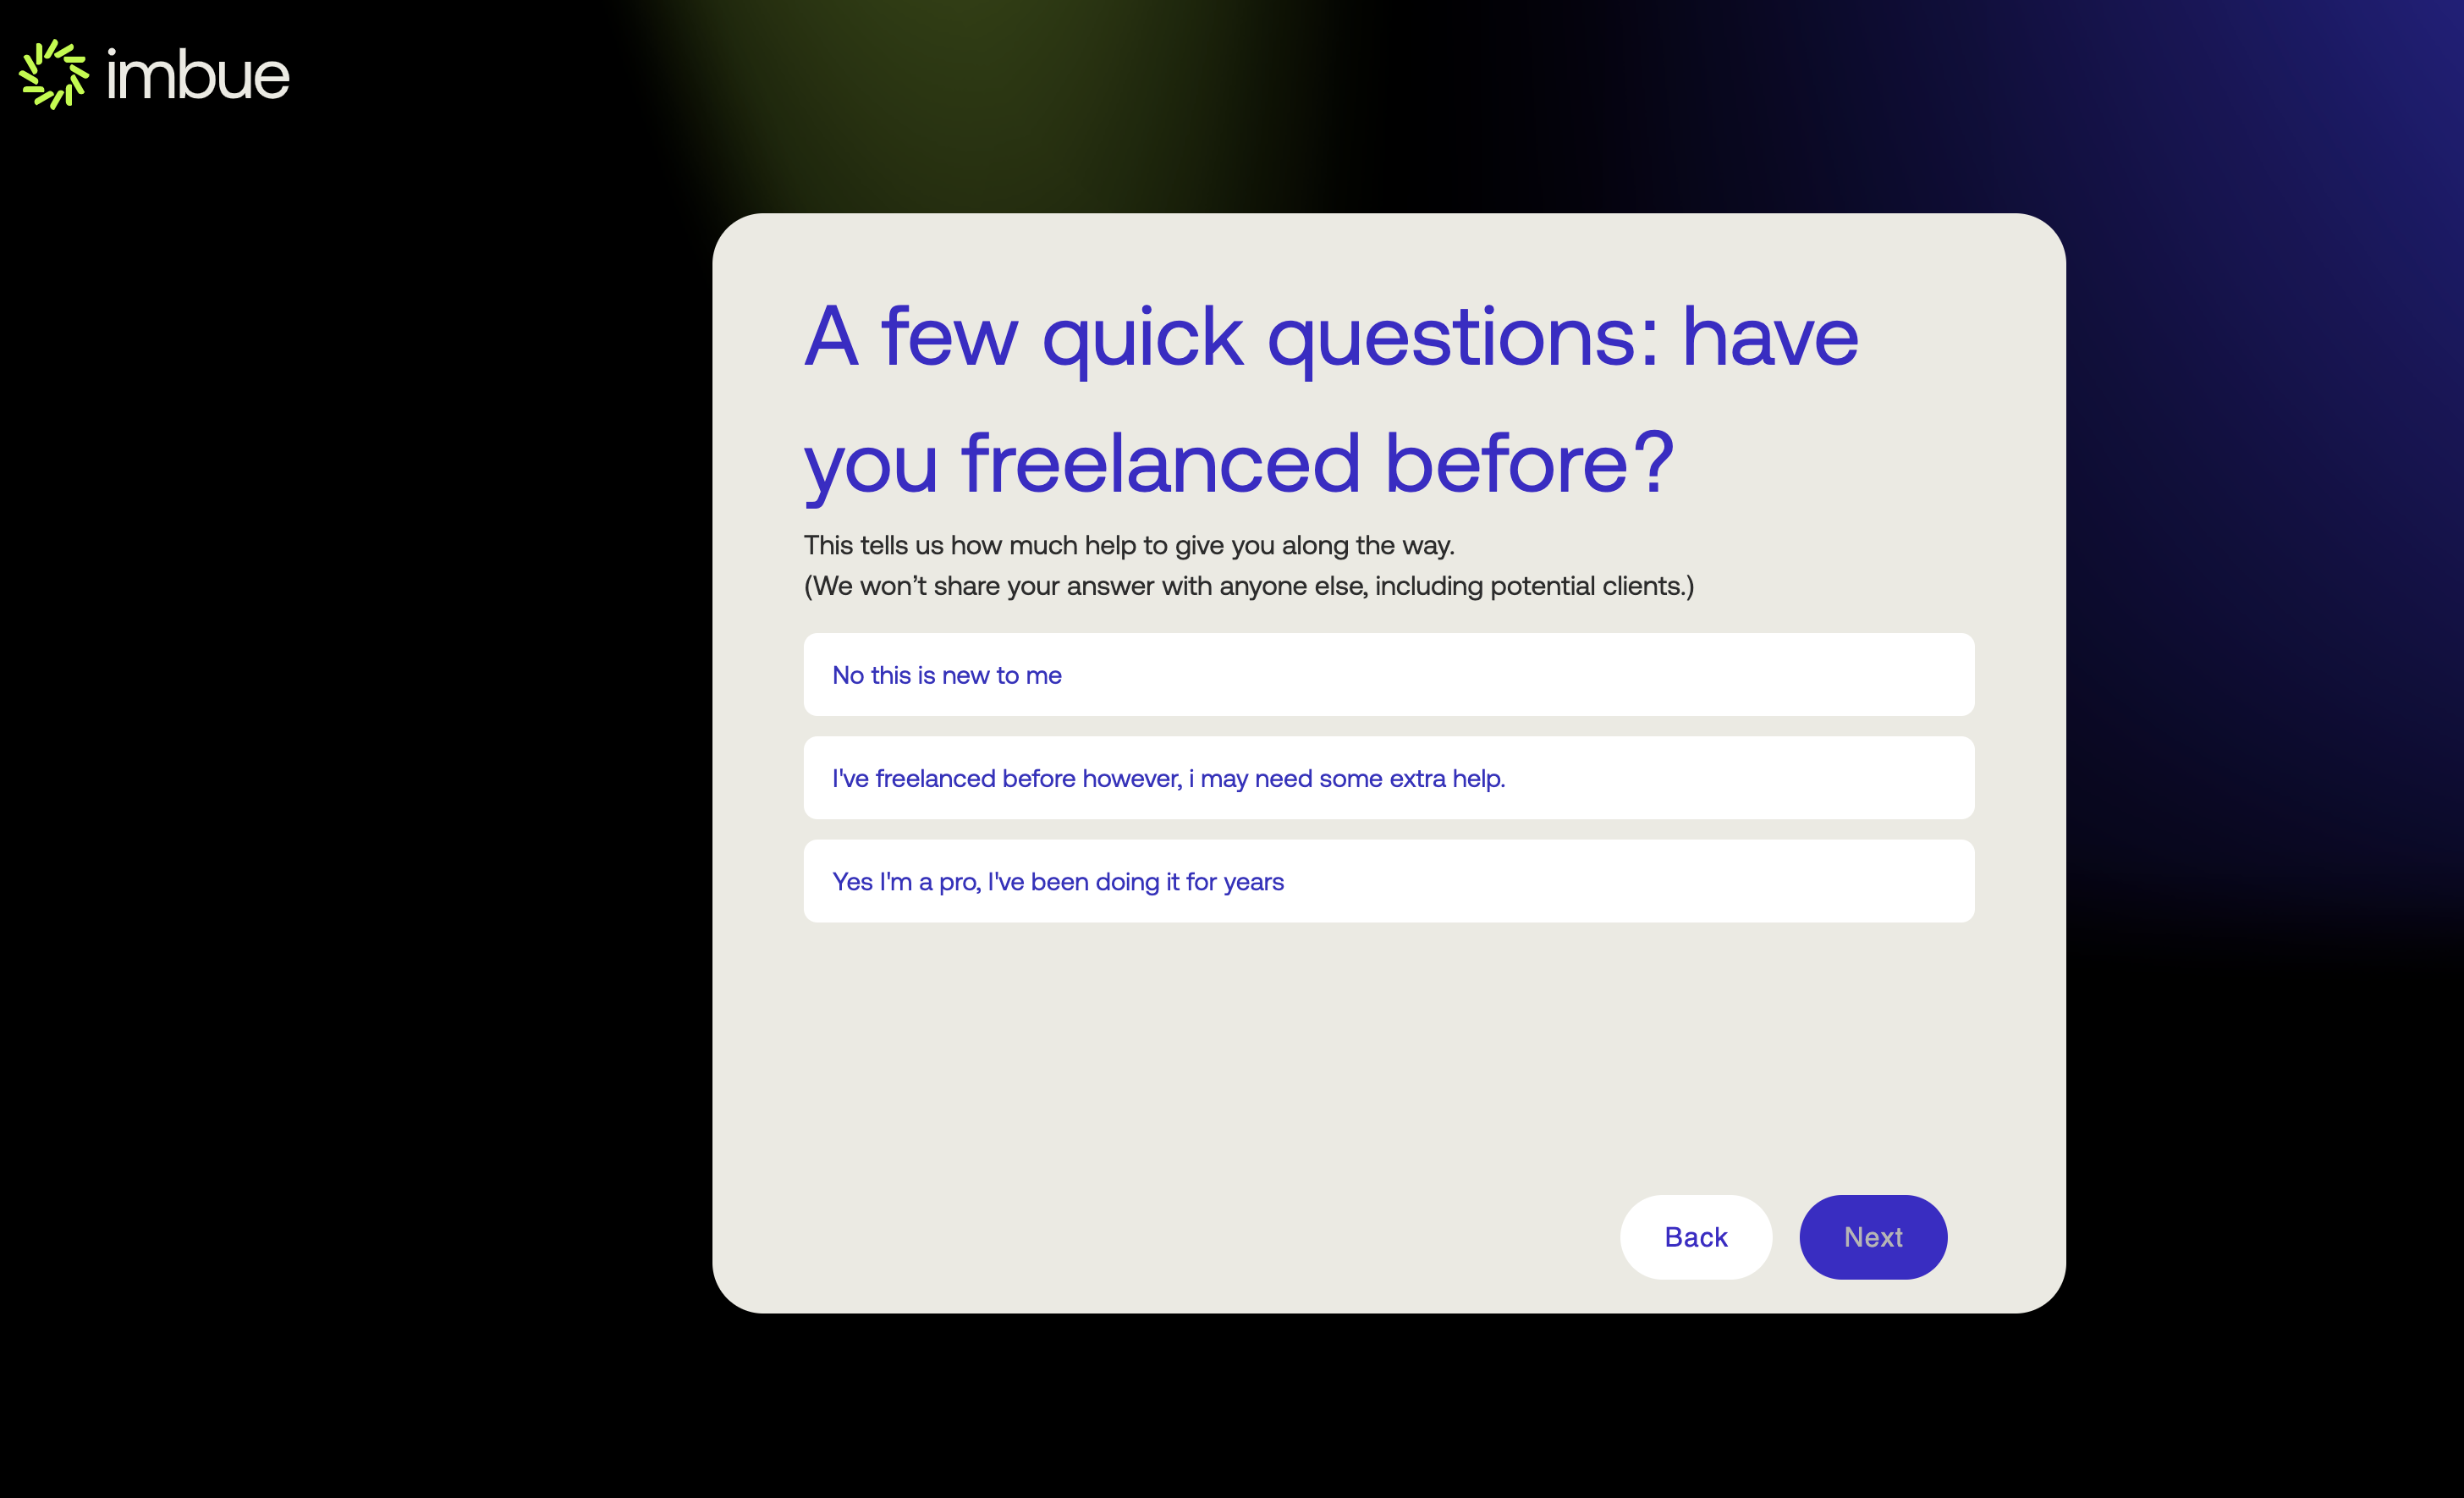 imbue
A few quick questions: have
you freelanced before?
This tells us how much help to give you along the way.
(We won’t share your answer with anyone else, including potential clients.)
No this is new to me
I've freelanced before however, i may need some extra help.
Yes I'm a pro, I've been doing it for years
Back
Next